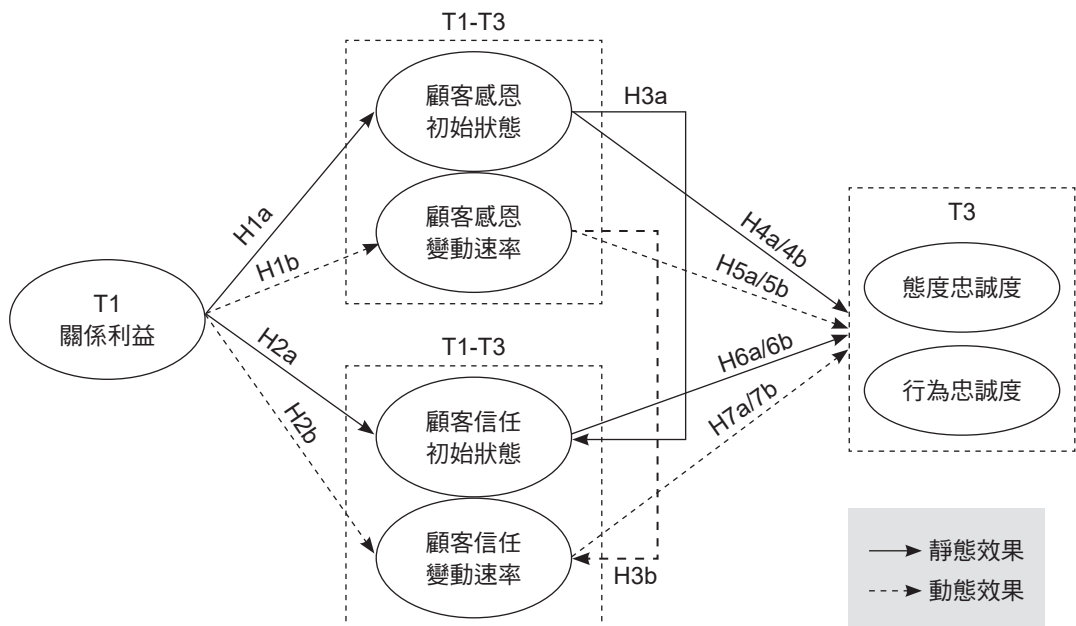 T1-T3
顧客感恩
初始狀態
H3a
顧客感恩
變動速率
H1a
H1b
H4a/4b
H5a/5b
T3
態度忠誠度
行為忠誠度
T1
關係利益
T1-T3
H2a
H2b
顧客信任
初始狀態
H6a/6b
H7a/7b
顧客信任
變動速率
H3b
靜態效果
動態效果